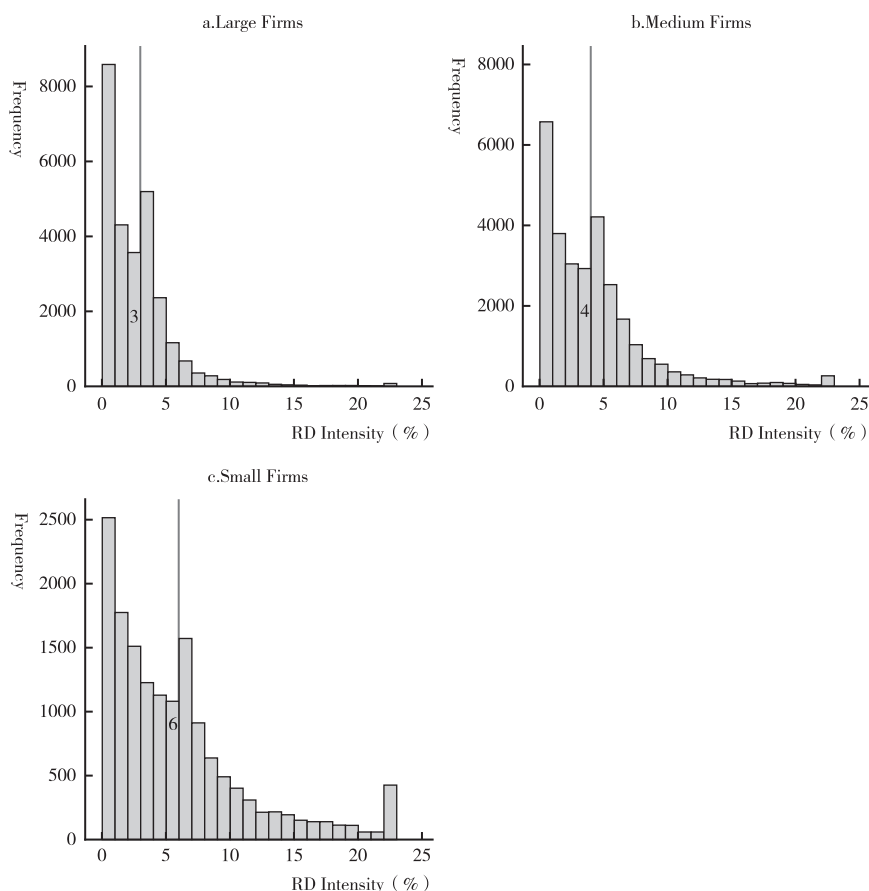 a.Large Firms
Frequency
8000
6000
4000
2000
0
3
0 5 10 15 20 25
RD Intensity ( % )
b.Medium Firms
Frequency
8000
6000
4000
2000
0
4
0 5 10 15 20 25
RD Intensity ( % )
c.Small Firms
Frequency
2500
2000
1500
1000
500
0
6
0 5 10 15 20 25
RD Intensity ( % )